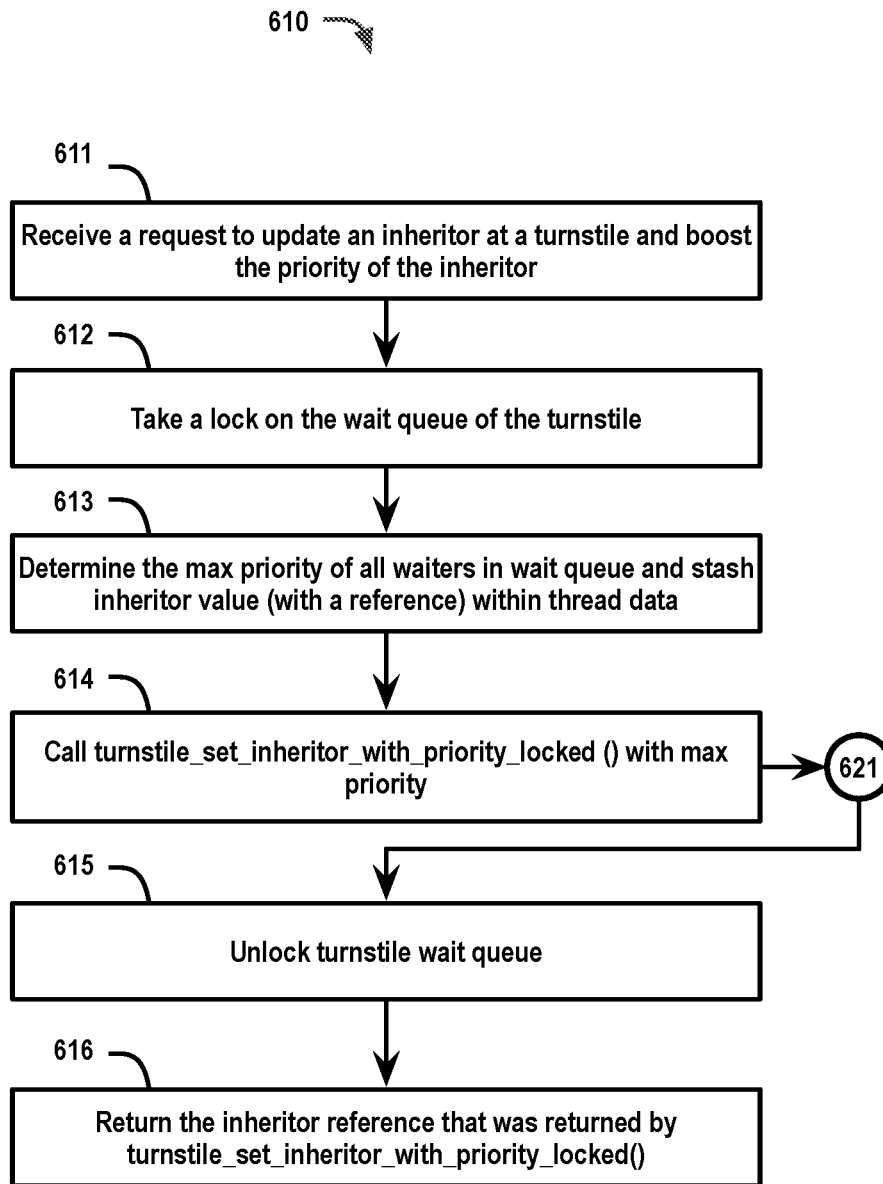 610
611
Receive a request to update an inheritor at a turnstile and boost
the priority of the inheritor
612
Take a lock on the wait queue of the turnstile
613
Determine the max priority of all waiters in wait queue and stash
inheritor value (with a reference) within thread data
614
Call turnstile_set_inheritor_with_priority_locked () with max
priority
621
615
Unlock turnstile wait queue
616
Return the inheritor reference that was returned by
turnstile_set_inheritor_with_priority_locked()